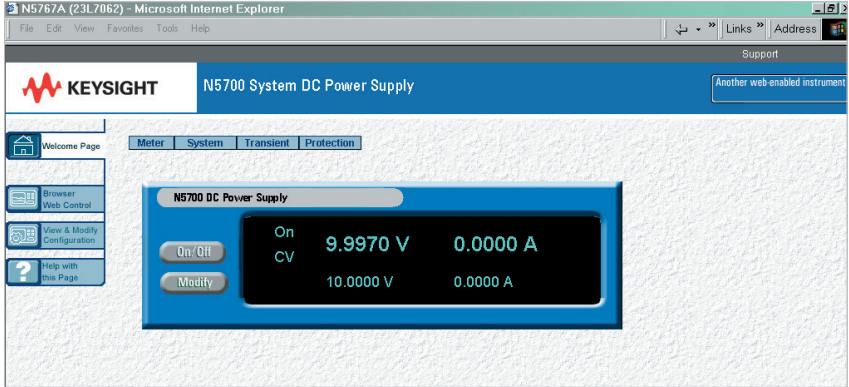 N5767A (23L7062) - Microsoft Internet Explorer
File Edit View Favorites Tools Help
Links » Address
Support
KEYSIGHT
N5700 System DC Power Supply
Another web-enabled instrument
Welcome Page
Meter System Transient Protection
Browser
Web Control
View & Modify
Configuration
Help with
this Page
N5700 DC Power Supply
On/Off
Modify
On
CV
9.9970 V 0.0000 A
10.0000 V 0.0000 A